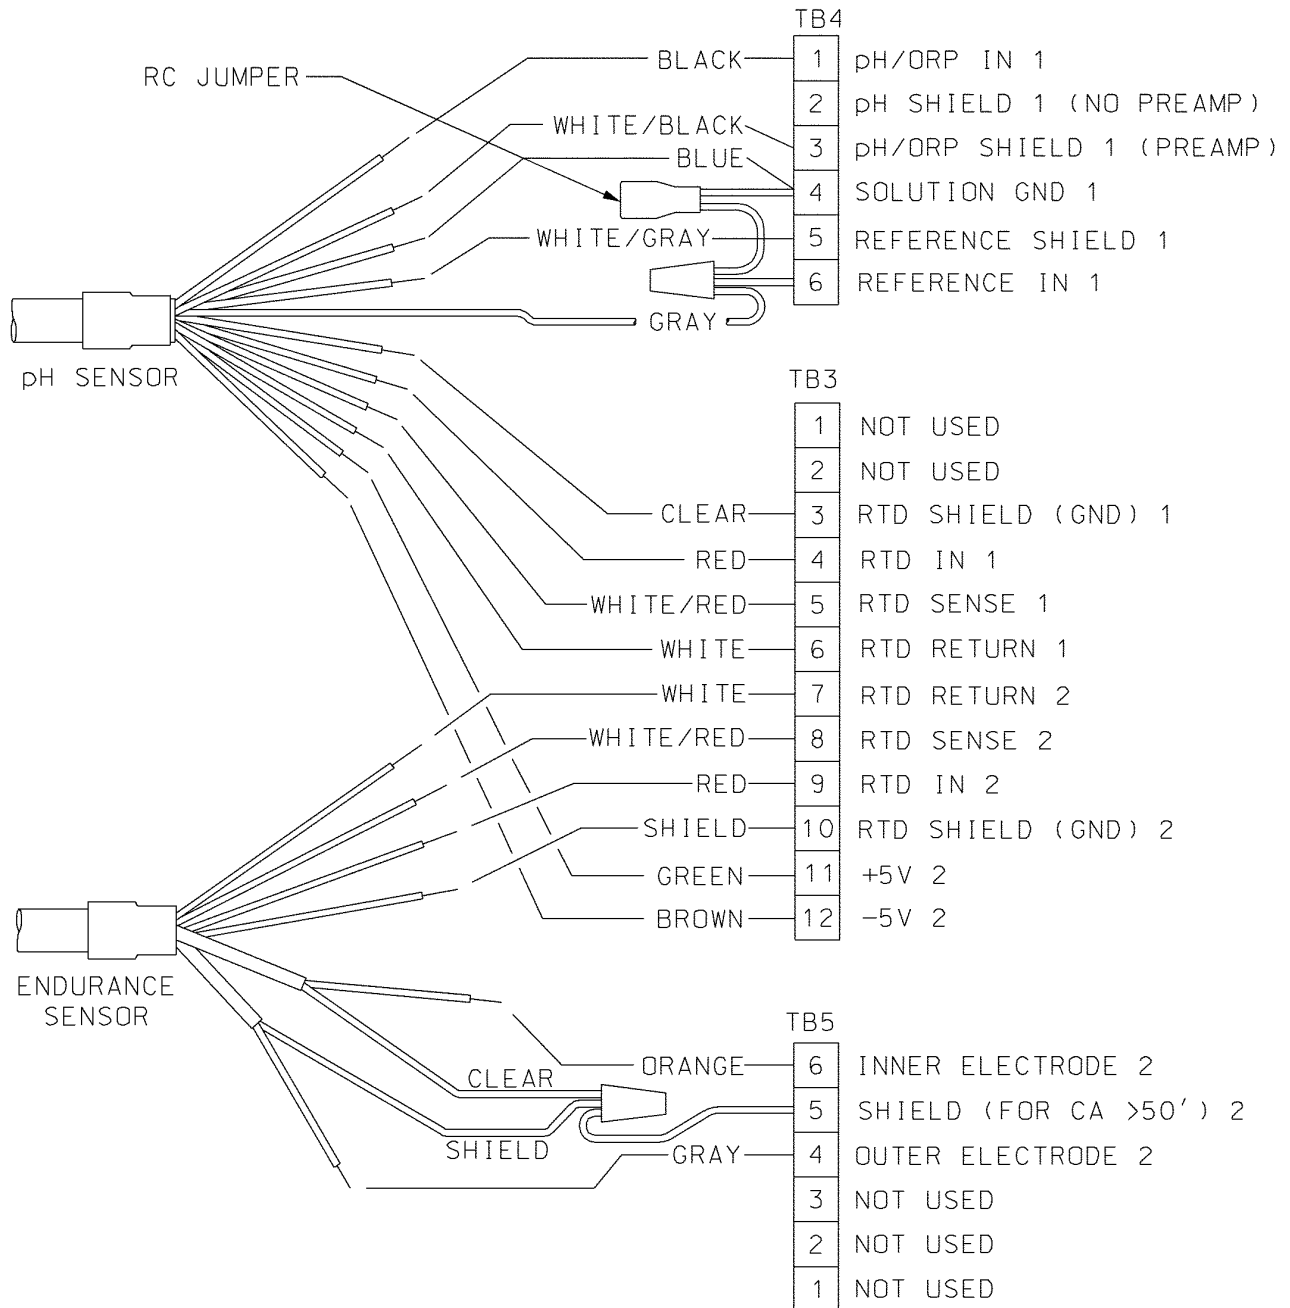 TB4
BLACK 1 pH/ORP IN 1
RC JUMPER
2 pH SHIELD 1 (NO PREAMP)
WHITE/BLACK 3 pH/ORP SHIELD 1 (PREAMP)
BLUE 4 SOLUTION GND 1
WHITE/GRAY 5 REFERENCE SHIELD 1
6 REFERENCE IN 1
GRAY
pH SENSOR
TB3
1 NOT USED
2 NOT USED
CLEAR 3 RTD SHIELD (GND) 1
RED 4 RTD IN 1
WHITE/RED 5 RTD SENSE 1
WHITE 6 RTD RETURN 1
WHITE 7 RTD RETURN 2
WHITE/RED 8 RTD SENSE 2
RED 9 RTD IN 2
SHIELD 10 RTD SHIELD (GND) 2
GREEN 11 +5V 2
BROWN 12 -5V 2
ENDURANCE
SENSOR
TB5
ORANGE 6 INNER ELECTRODE 2
CLEAR
5 SHIELD (FOR CA >50') 2
SHIELD
GRAY 4 OUTER ELECTRODE 2
3 NOT USED
2 NOT USED
1 NOT USED